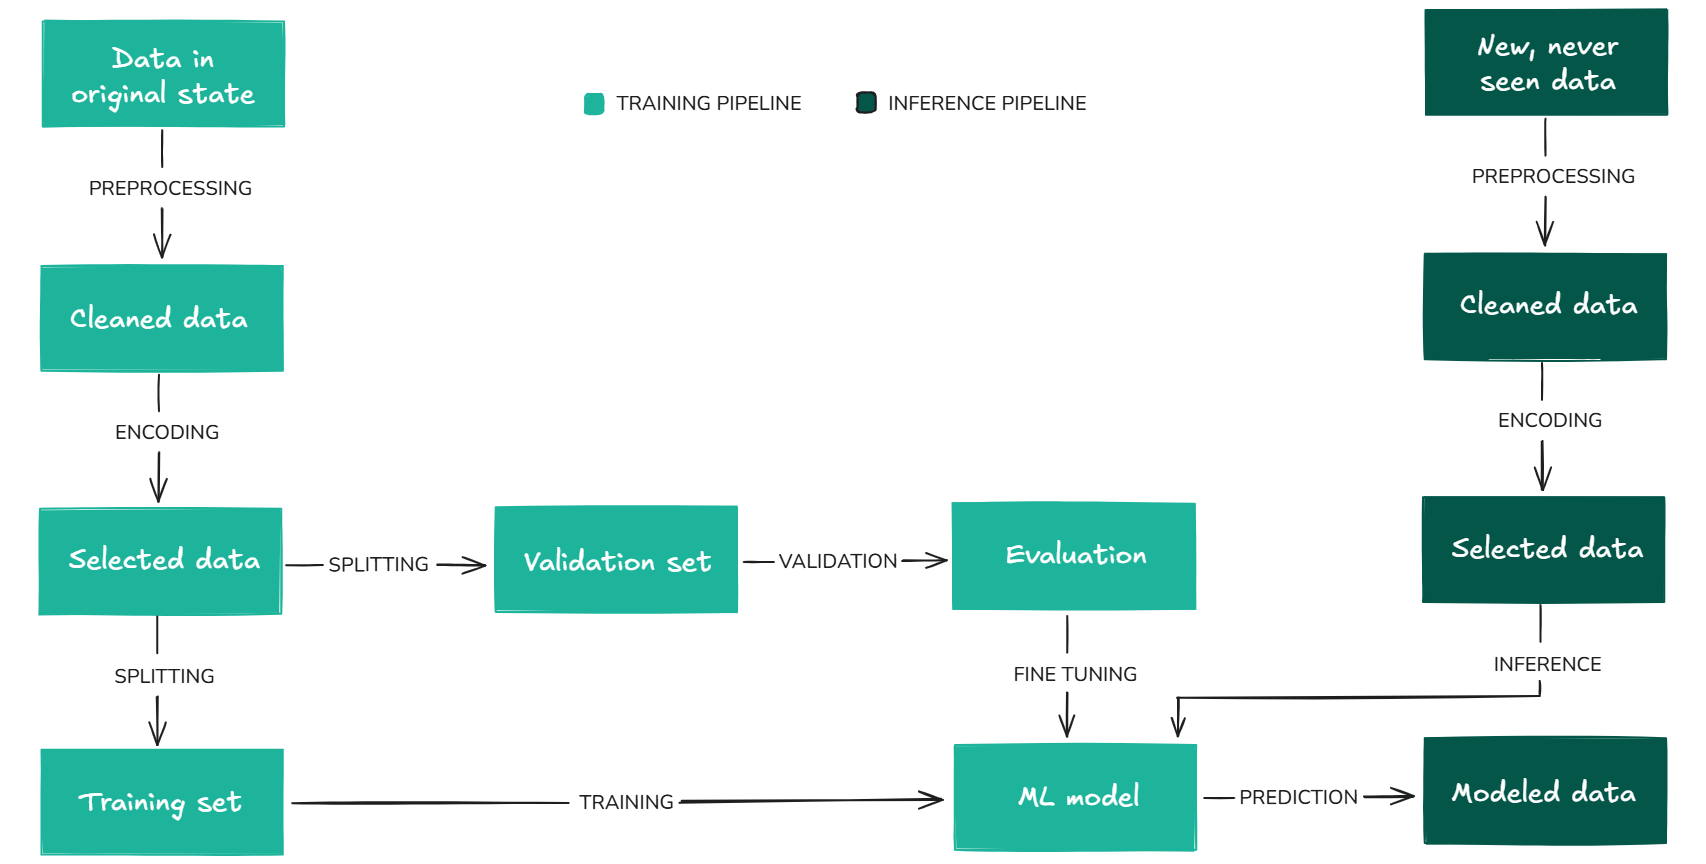 Data in
original state
New, never
seen data
TRAINING PIPELINE
INFERENCE PIPELINE
PREPROCESSING
PREPROCESSING
Cleaned data
Cleaned data
ENCODING
ENCODING
Selected data
SPLITTING
Validation set
VALIDATION
Evaluation
Selected data
SPLITTING
FINE TUNING
INFERENCE
Training set
TRAINING
ML model
PREDICTION
Modeled data